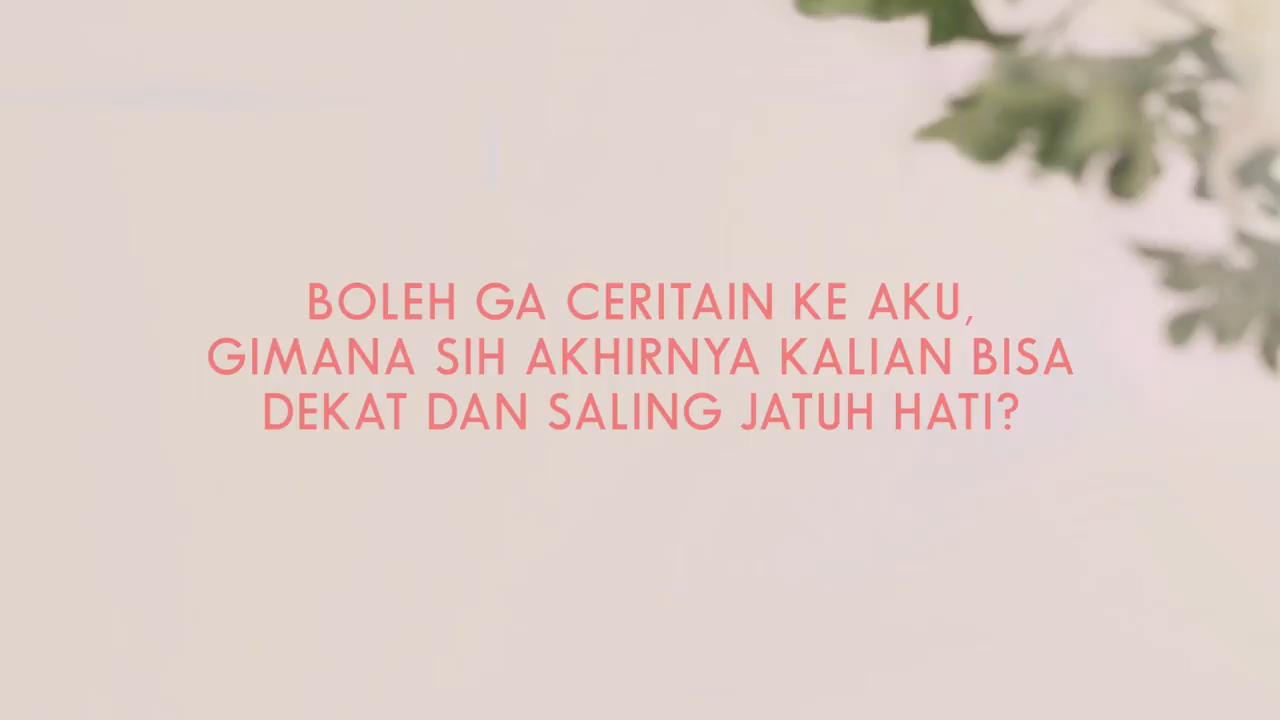 BOLEH GA CERITAIN KE AKU,
GIMANA SIH AKHIRNYA KALIAN BISA
DEKAT DAN SALING JATUH HATI?